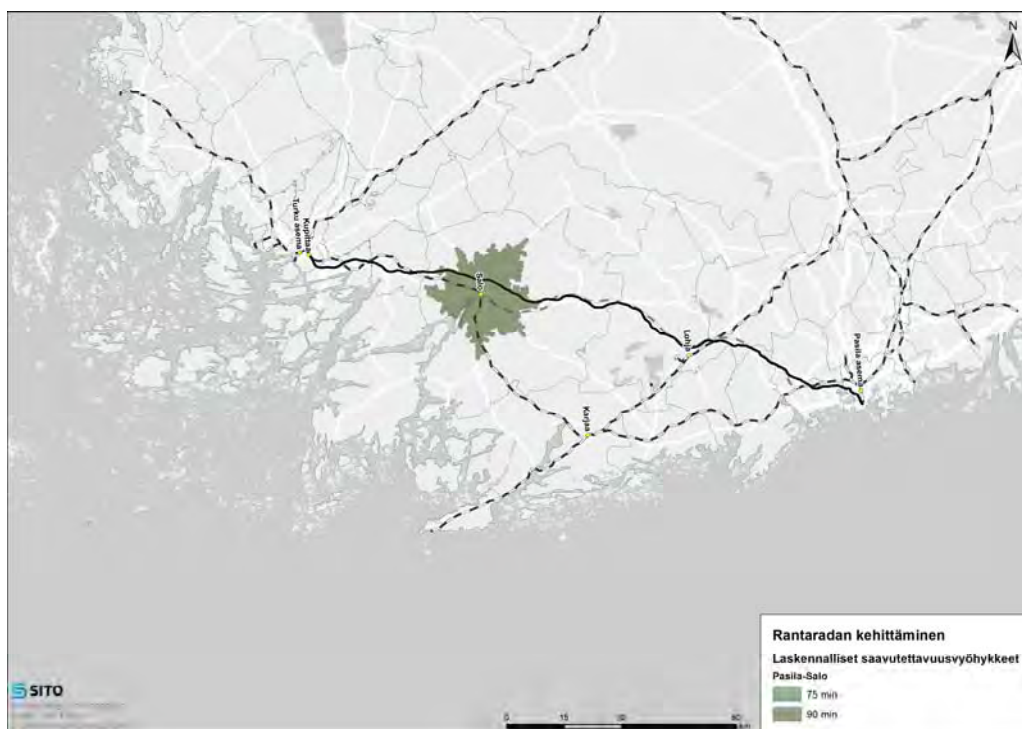 N
Turku asema
Kupittaa
Salo
Lohja
Pasila asema
Karjaa
Rantaradan kehittäminen
Laskennalliset saavutettavuusvyöhykkeet
Pasila-Salo
75 min
90 min
SITO
0 15 30 60